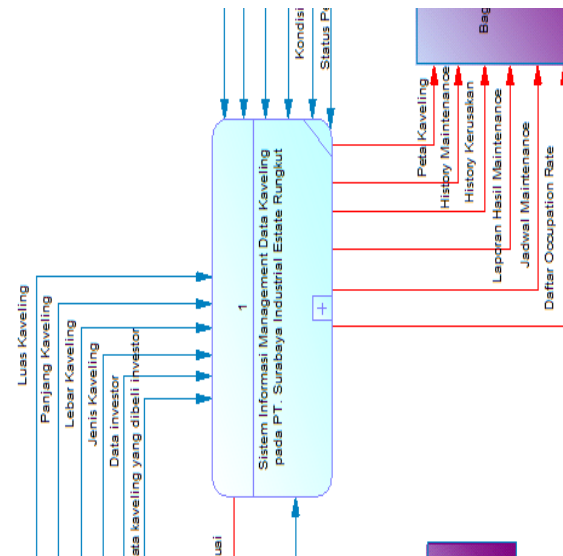 Kondisi
Status Pe
Bag
Peta Kaveling
History Maintenance
History Kerusakan
Laporan Hasil Maintenance
Jadwal Maintenance
Daftar Occupation Rate
1
Sistem Informasi Management Data Kaveling
pada PT. Surabaya Industrial Estate Rungkut
Luas Kaveling
Panjang Kaveling
Lebar Kaveling
Jenis Kaveling
Data investor
ata kaveling yang dibeli investor
uai